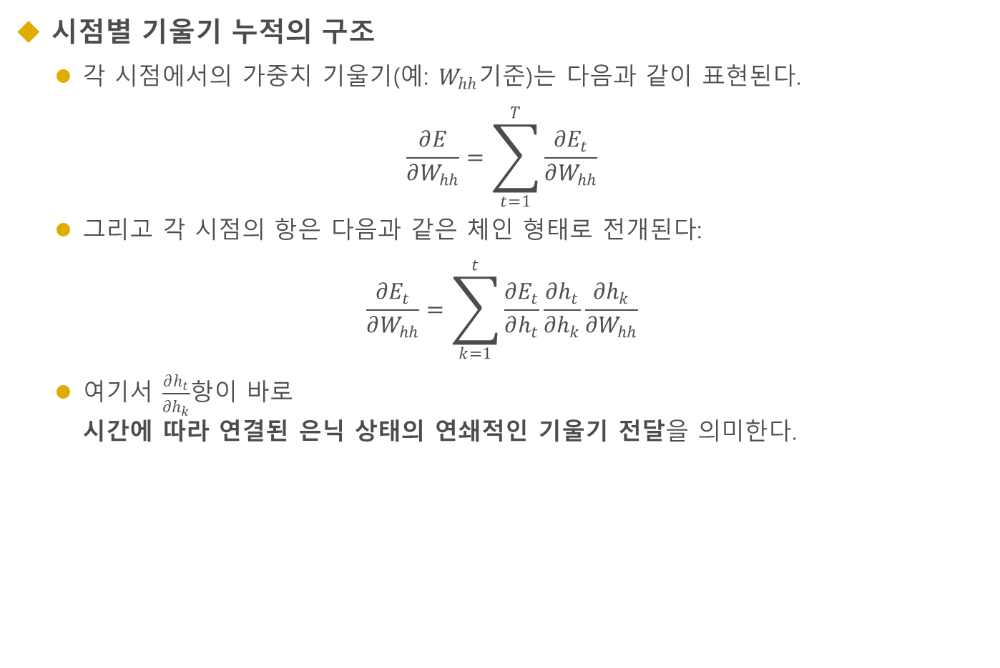 ◆ 시점별 기울기 누적의 구조
● 각 시점에서의 가중치 기울기(예: $W_{hh}$기준)는 다음과 같이 표현된다.
$$\frac{\partial E}{\partial W_{hh}} = \sum_{t=1}^{T} \frac{\partial E_t}{\partial W_{hh}}$$
● 그리고 각 시점의 항은 다음과 같은 체인 형태로 전개된다:
$$\frac{\partial E_t}{\partial W_{hh}} = \sum_{k=1}^{t} \frac{\partial E_t}{\partial h_t} \frac{\partial h_t}{\partial h_k} \frac{\partial h_k}{\partial W_{hh}}$$
● 여기서 $\frac{\partial h_t}{\partial h_k}$항이 바로
시간에 따라 연결된 은닉 상태의 연쇄적인 기울기 전달을 의미한다.